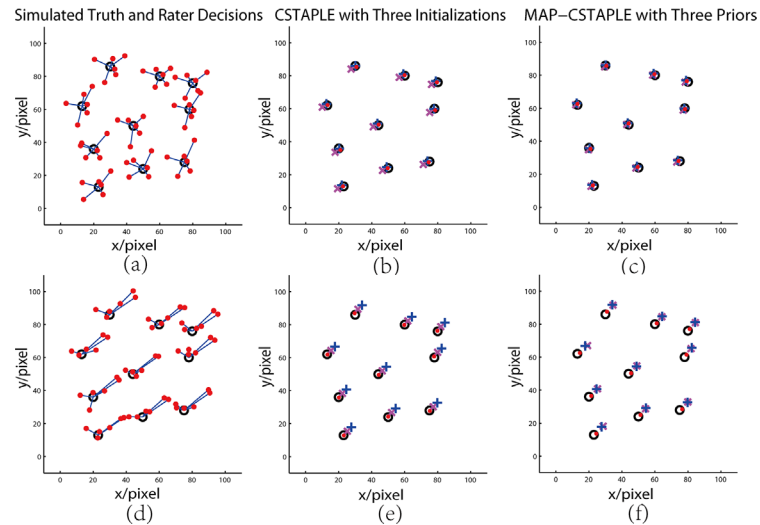 Simulated Truth and Rater Decisions
CSTAPLE with Three Initializations
MAP−CSTAPLE with Three Priors
y/pixel
100
80
60
40
20
0
0 20 40 60 80 100
x/pixel
(a)
y/pixel
100
80
60
40
20
0
0 20 40 60 80 100
x/pixel
(b)
y/pixel
100
80
60
40
20
0
0 20 40 60 80 100
x/pixel
(c)
y/pixel
100
80
60
40
20
0
0 20 40 60 80 100
x/pixel
(d)
y/pixel
100
80
60
40
20
0
0 20 40 60 80 100
x/pixel
(e)
y/pixel
100
80
60
40
20
0
0 20 40 60 80 100
x/pixel
(f)